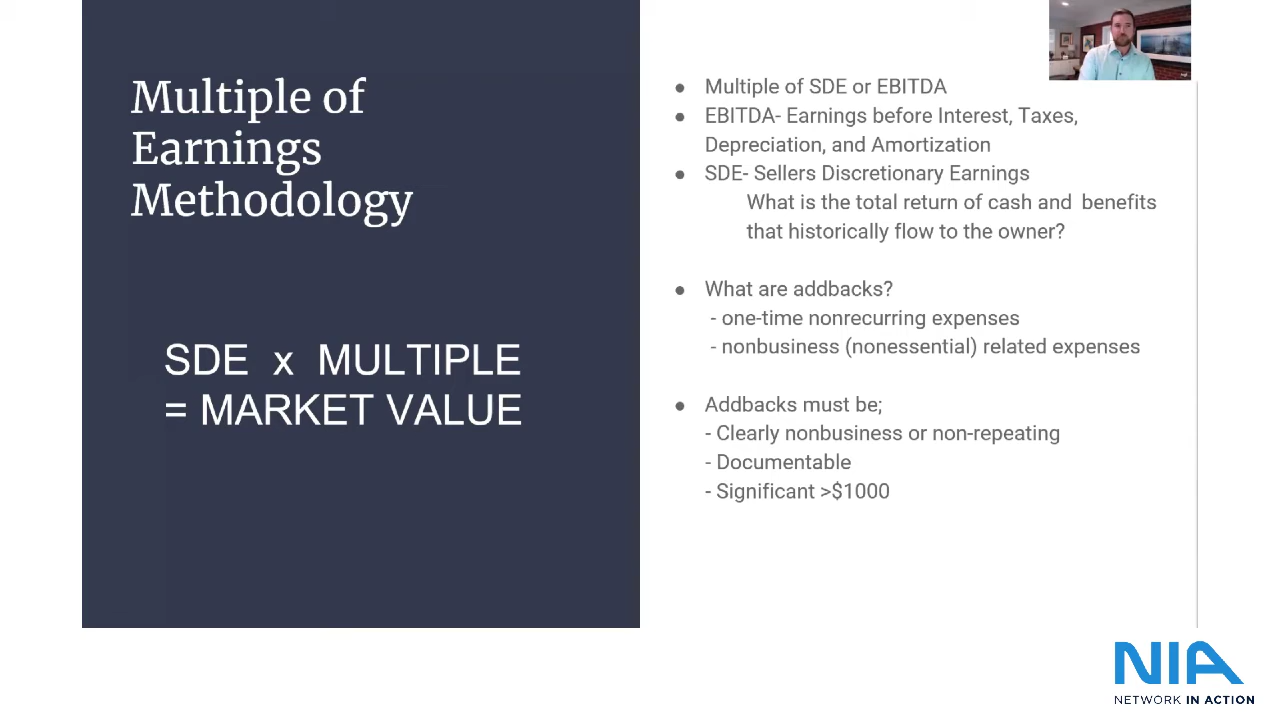 Multiple of
Earnings
Methodology
SDE x MULTIPLE
= MARKET VALUE
● Multiple of SDE or EBITDA
● EBITDA- Earnings before Interest, Taxes,
Depreciation, and Amortization
● SDE- Sellers Discretionary Earnings
What is the total return of cash and benefits
that historically flow to the owner?
● What are addbacks?
- one-time nonrecurring expenses
- nonbusiness (nonessential) related expenses
● Addbacks must be;
- Clearly nonbusiness or non-repeating
- Documentable
- Significant >$1000
NIA
NETWORK IN ACTION